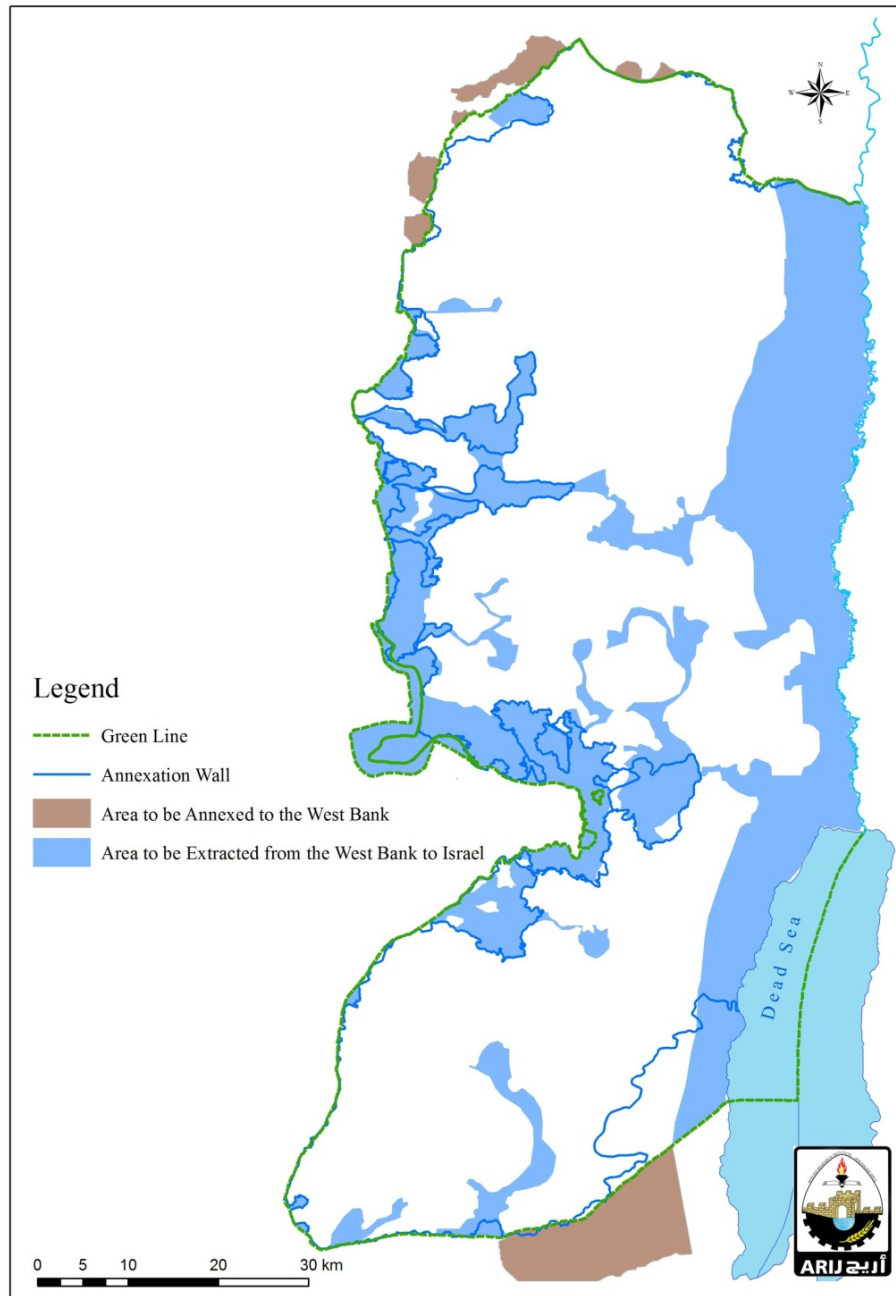 N
W E
S
Legend
Green Line
Annexation Wall
Area to be Annexed to the West Bank
Area to be Extracted from the West Bank to Israel
Dead Sea
0 5 10 20 30 km
ARIJ أريج